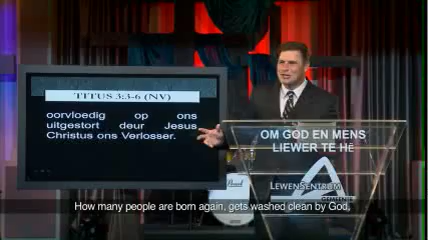 TITUS 3:3-6 (NV)
oorvloedig op ons
uitgestort deur Jesus
Christus ons Verlosser.
OM GOD EN MENS
LIEWER TE HÊ
LEWENSENTRUM
How many people are born again, gets washed clean by God,